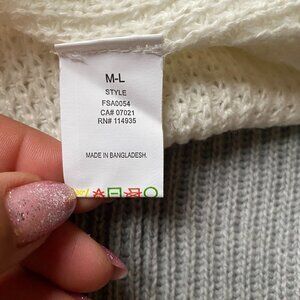 M-L
STYLE
FSA0054
CA# 07021
RN# 114935
MADE IN BANGLADESH.